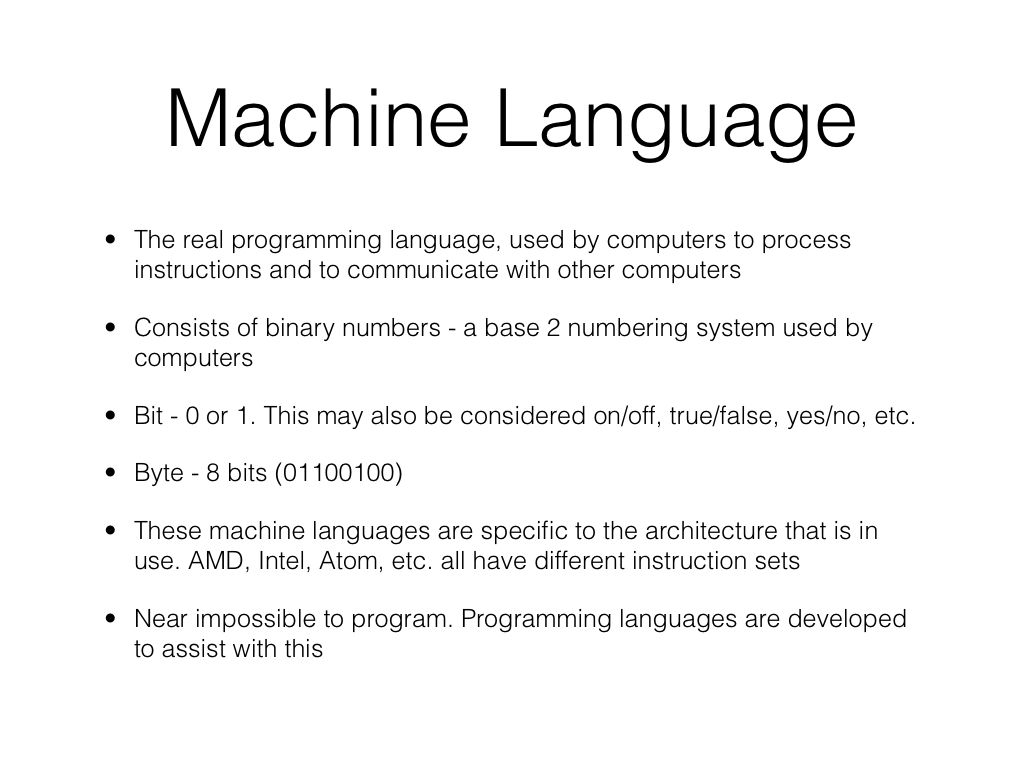 Machine Language
• The real programming language, used by computers to process
instructions and to communicate with other computers
• Consists of binary numbers - a base 2 numbering system used by
computers
• Bit - 0 or 1. This may also be considered on/off, true/false, yes/no, etc.
• Byte - 8 bits (01100100)
• These machine languages are specific to the architecture that is in
use. AMD, Intel, Atom, etc. all have different instruction sets
• Near impossible to program. Programming languages are developed
to assist with this